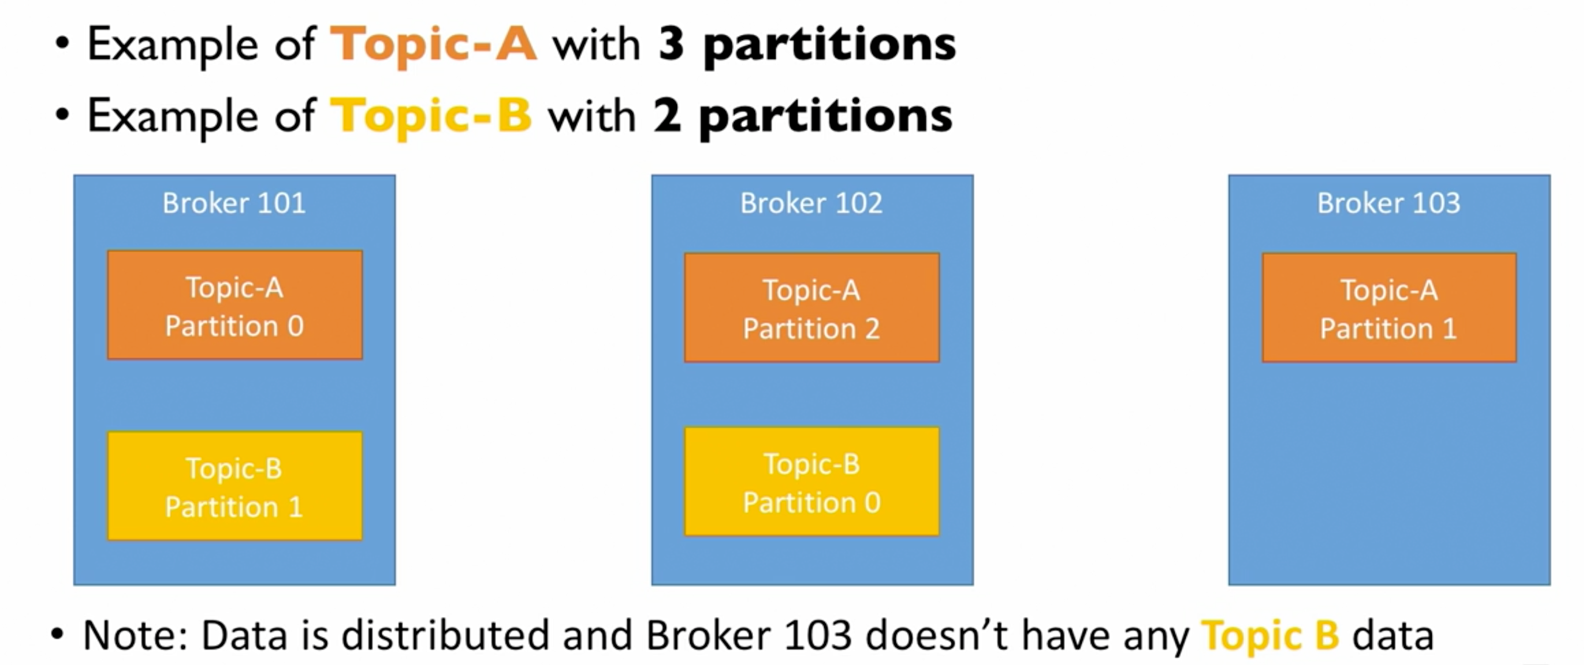 • Example of Topic-A with 3 partitions
• Example of Topic-B with 2 partitions
Broker 101
Topic-A
Partition 0
Topic-B
Partition 1
Broker 102
Topic-A
Partition 2
Topic-B
Partition 0
Broker 103
Topic-A
Partition 1
• Note: Data is distributed and Broker 103 doesn’t have any Topic B data